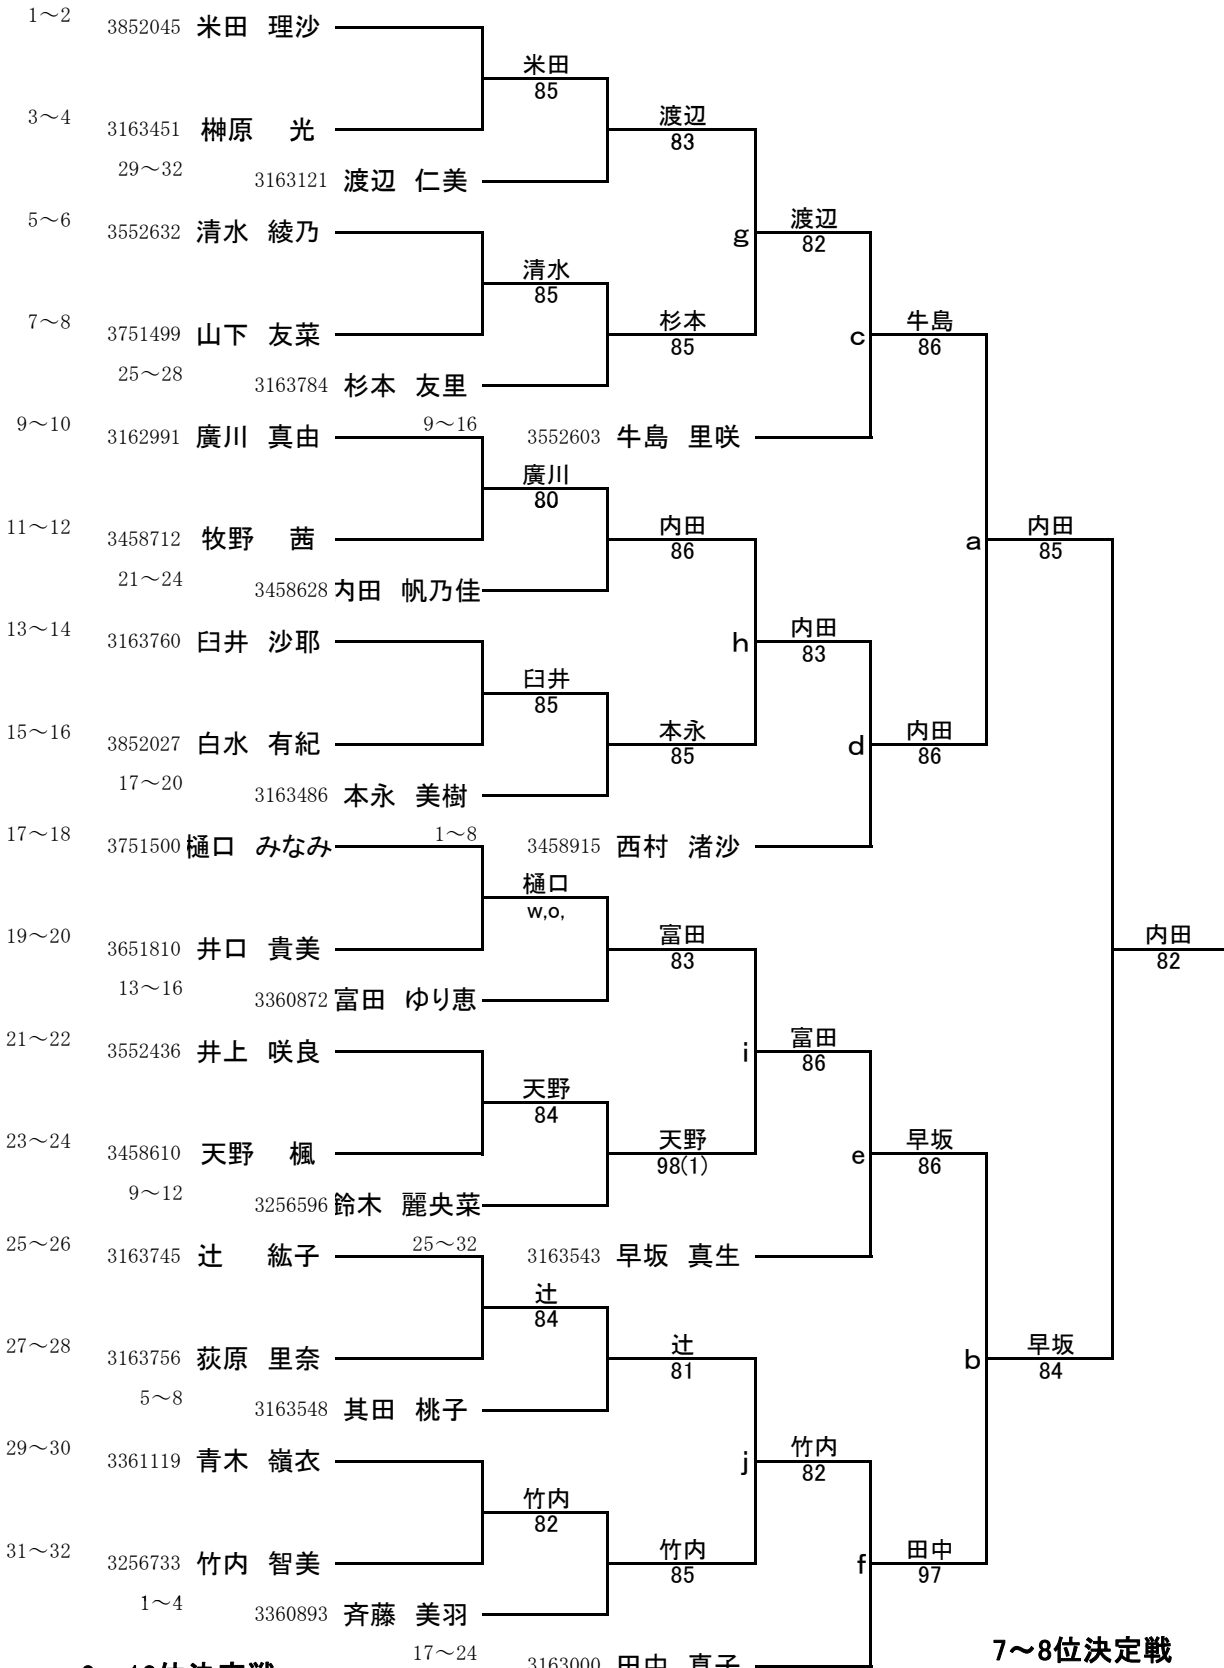 1～2
3852045 米田 理沙
米田
85
3～4
3163451 榊原 光
渡辺
83
29～32
3163121 渡辺 仁美
5～6
3552632 清水 綾乃
g
渡辺
82
清水
85
7～8
3751499 山下 友菜
杉本
85
c
牛島
86
25～28
3163784 杉本 友里
9～10
3162991 廣川 真由
9～16
3552603 牛島 里咲
廣川
80
11～12
3458712 牧野 茜
内田
86
a
内田
85
21～24
3458628 内田 帆乃佳
13～14
3163760 臼井 沙耶
h
内田
83
臼井
85
15～16
3852027 白水 有紀
本永
85
d
内田
86
17～20
3163486 本永 美樹
17～18
3751500 樋口 みなみ
1～8
3458915 西村 渚沙
樋口
w,o,
19～20
3651810 井口 貴美
富田
83
内田
82
13～16
3360872 富田 ゆり恵
21～22
3552436 井上 咲良
i
富田
86
天野
84
23～24
3458610 天野 楓
天野
98(1)
e
早坂
86
9～12
3256596 鈴木 麗央菜
25～26
3163745 辻 紘子
25～32
3163543 早坂 真生
辻
84
27～28
3163756 荻原 里奈
辻
81
b
早坂
84
5～8
3163548 其田 桃子
29～30
3361119 青木 嶺衣
j
竹内
82
竹内
82
31～32
3256733 竹内 智美
竹内
85
f
田中
97
1～4
3360893 斉藤 美羽
17～24
3163000 田中 真子
7～8位決定戦